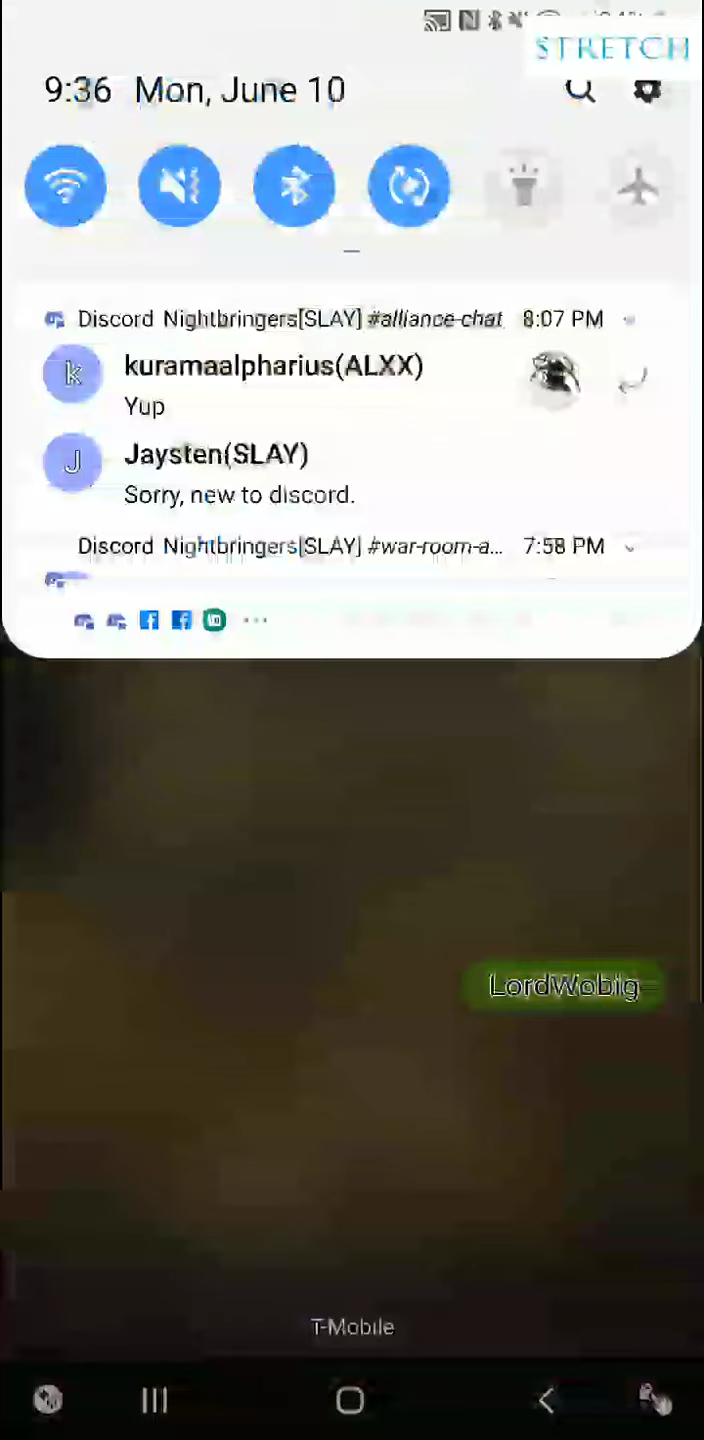 STRETCH
9:36 Mon, June 10
Discord Nightbringers[SLAY] #alliance-chat 8:07 PM
k
kuramaalpharius(ALXX)
Yup
J
Jaysten(SLAY)
Sorry, new to discord.
Discord Nightbringers[SLAY] #war-room-a... 7:58 PM
LordWobig
T-Mobile